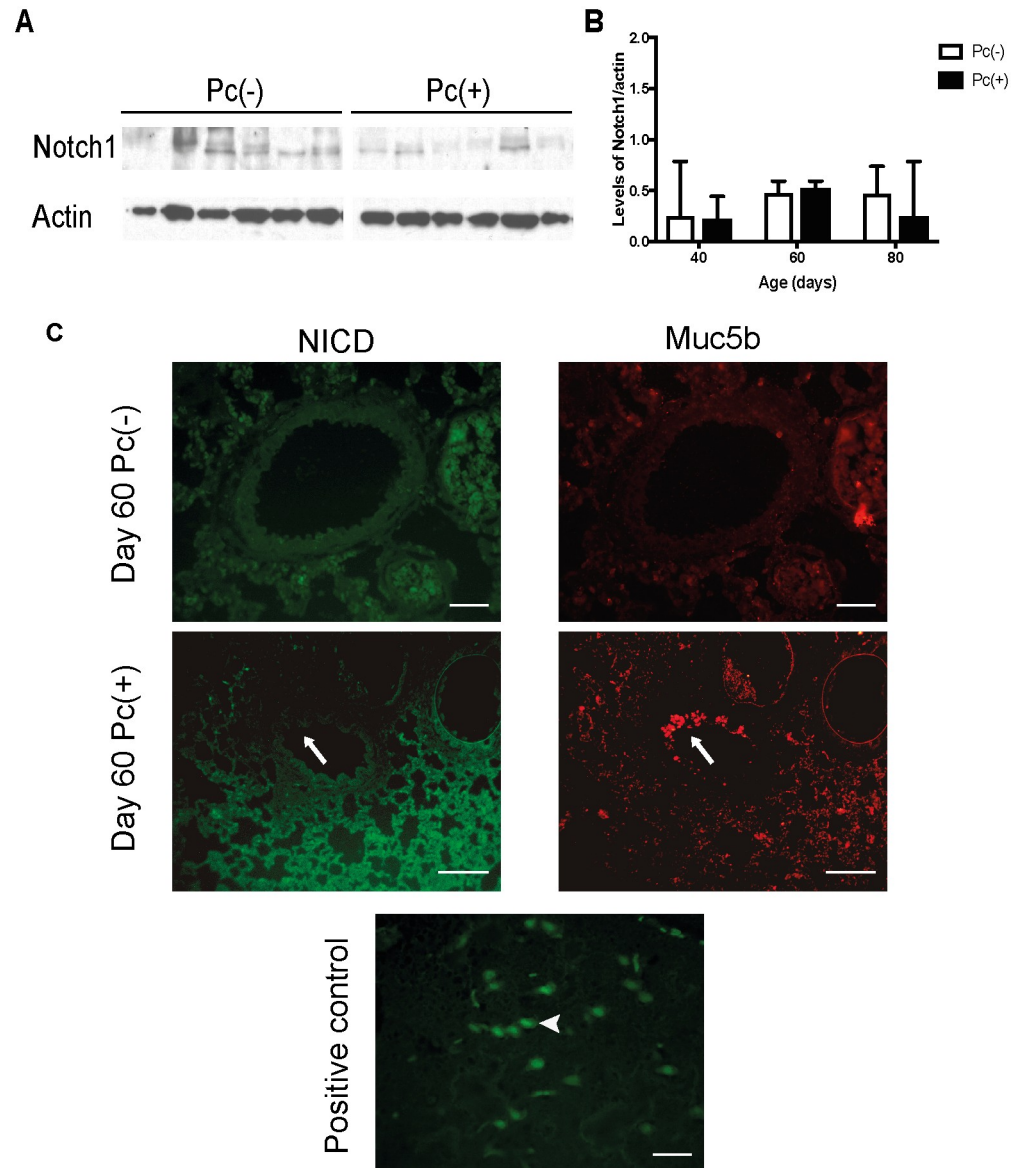 A
Pc(-) Pc(+)
Notch1
Actin
B
Levels of Notch1/actin
2.0
1.5
1.0
0.5
0.0
40 60 80
Age (days)
Pc(-)
Pc(+)
C
NICD Muc5b
Day 60 Pc(-)
Day 60 Pc(+)
Positive control